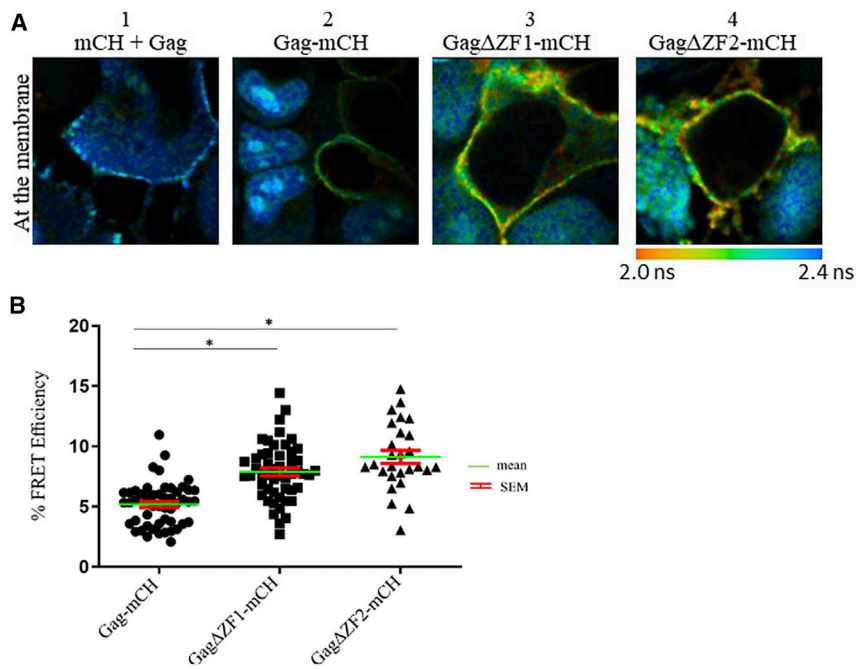 A
1
mCH + Gag
2
Gag-mCH
3
GagΔZF1-mCH
4
GagΔZF2-mCH
At the membrane
2.0 ns
2.4 ns
B
% FRET Efficiency
20
15
10
5
0
*
*
mean
SEM
Gag-mCH
GagΔZF1-mCH
GagΔZF2-mCH